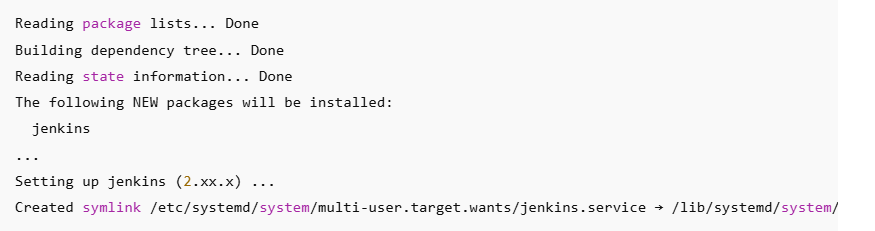 Reading package lists... Done
Building dependency tree... Done
Reading state information... Done
The following NEW packages will be installed:
  jenkins
...
Setting up jenkins (2.xx.x) ...
Created symlink /etc/systemd/system/multi-user.target.wants/jenkins.service → /lib/systemd/system/